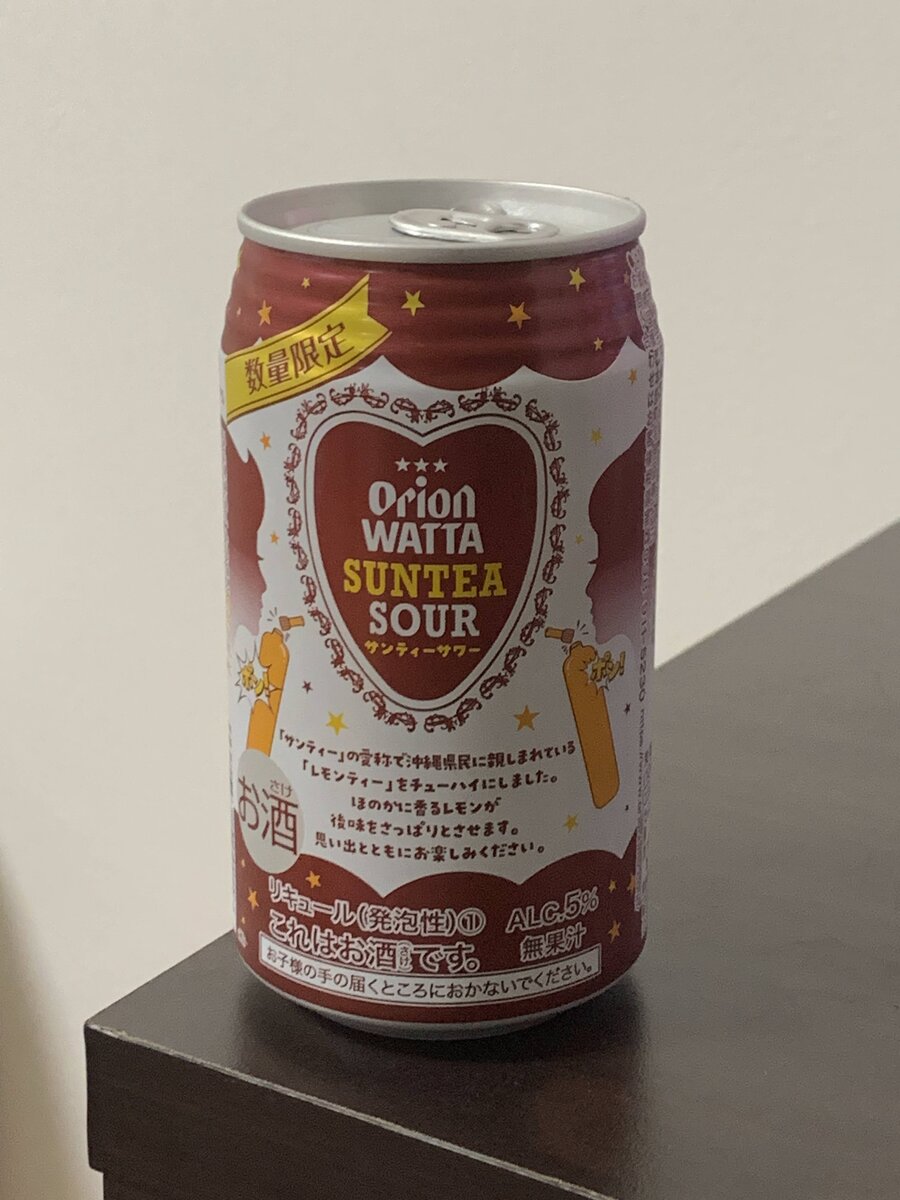 数量限定
Orion
WATTA
SUNTEA
SOUR
サンティーサワー
ポン!
ポン!
「サンティー」の愛称で沖縄県民に親しまれている
「レモンティー」をチューハイにしました。
ほのかに香るレモンが
後味をさっぱりとさせます。
思い出とともにお楽しみください。
さけ
お酒
リキュール(発泡性)①
ALC.5%
これはお酒です。
さけ
無果汁
お子様の手の届くところにおかないでください。